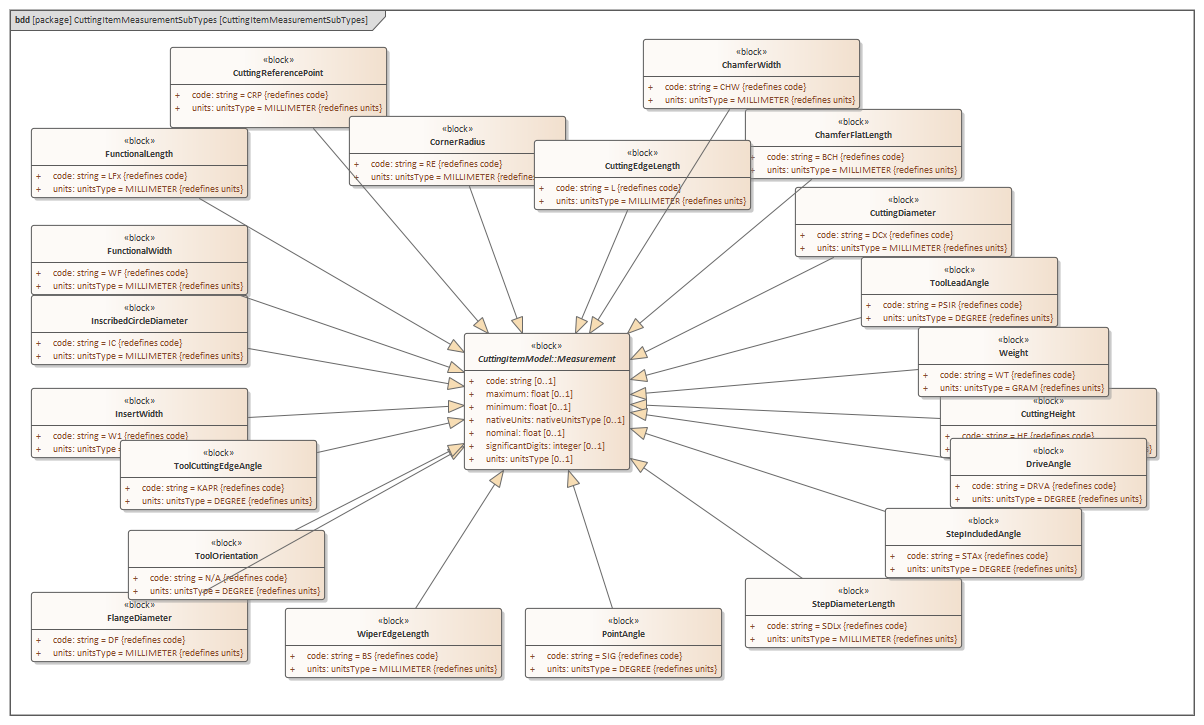 bdd [package] CuttingItemMeasurementSubTypes [CuttingItemMeasurementSubTypes]
«block»
CuttingReferencePoint
+ code: string = CRP {redefines code}
+ units: unitsType = MILLIMETER {redefines units}
«block»
ChamferWidth
+ code: string = CHW {redefines code}
+ units: unitsType = MILLIMETER {redefines units}
«block»
FunctionalLength
+ code: string = LFx {redefines code}
+ units: unitsType = MILLIMETER {redefines units}
«block»
CornerRadius
+ code: string = RE {redefines code}
+ units: unitsType = MILLIMETER {redefine
«block»
CuttingEdgeLength
+ code: string = L {redefines code}
+ units: unitsType = MILLIMETER {redefines units}
«block»
ChamferFlatLength
code: string = BCH {redefines code}
units: unitsType = MILLIMETER {redefines units}
«block»
CuttingDiameter
+ code: string = DCx {redefines code}
+ units: unitsType = MILLIMETER {redefines units}
«block»
FunctionalWidth
+ code: string = WF {redefines code}
+ units: unitsType = MILLIMETER {redefines units}
«block»
ToolLeadAngle
+ code: string = PSIR {redefines code}
+ units: unitsType = DEGREE {redefines units}
«block»
InscribedCircleDiameter
+ code: string = IC {redefines code}
+ units: unitsType = MILLIMETER {redefines units}
«block»
CuttingItemModel::Measurement
+ code: string [0..1]
+ maximum: float [0..1]
+ minimum: float [0..1]
+ nativeUnits: nativeUnitsType [0..1]
+ nominal: float [0..1]
+ significantDigits: integer [0..1]
+ units: unitsType [0..1]
«block»
Weight
+ code: string = WT {redefines code}
+ units: unitsType = GRAM {redefines units}
«block»
InsertWidth
+ code: string = W1 {redefines code}
+ units: unitsType =
«block»
CuttingHeight
+ code: string = HF {redefines code}
«block»
ToolCuttingEdgeAngle
+ code: string = KAPR {redefines code}
+ units: unitsType = DEGREE {redefines units}
«block»
DriveAngle
+ code: string = DRVA {redefines code}
+ units: unitsType = DEGREE {redefines units}
«block»
StepIncludedAngle
+ code: string = STAx {redefines code}
+ units: unitsType = DEGREE {redefines units}
«block»
ToolOrientation
+ code: string = N/A {redefines code}
+ units: unitsType = DEGREE {redefines units}
«block»
FlangeDiameter
+ code: string = DF {redefines code}
+ units: unitsType = MILLIMETER {redefines units}
«block»
WiperEdgeLength
+ code: string = BS {redefines code}
+ units: unitsType = MILLIMETER {redefines units}
«block»
PointAngle
+ code: string = SIG {redefines code}
+ units: unitsType = DEGREE {redefines units}
«block»
StepDiameterLength
+ code: string = SDLx {redefines code}
+ units: unitsType = MILLIMETER {redefines units}